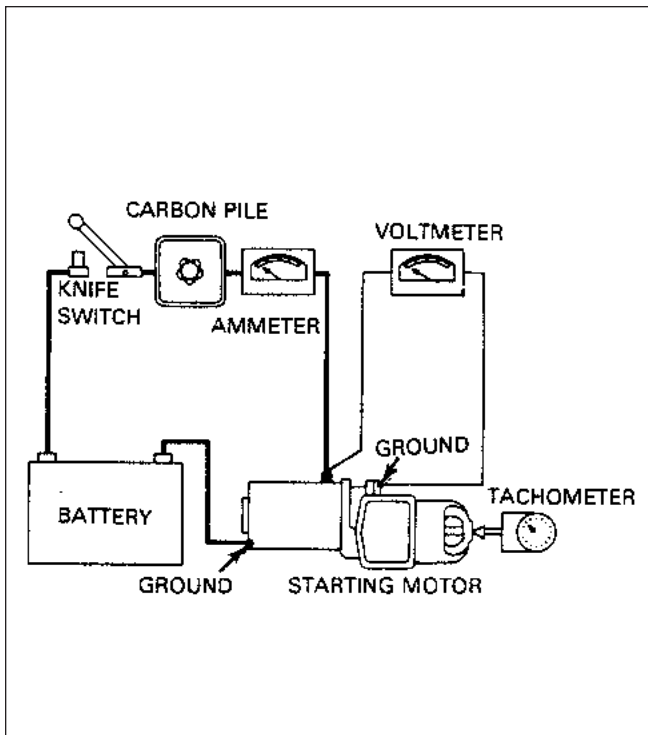 CARBON PILE
VOLTMETER
KNIFE
SWITCH
AMMETER
GROUND
TACHOMETER
BATTERY
GROUND
STARTING MOTOR